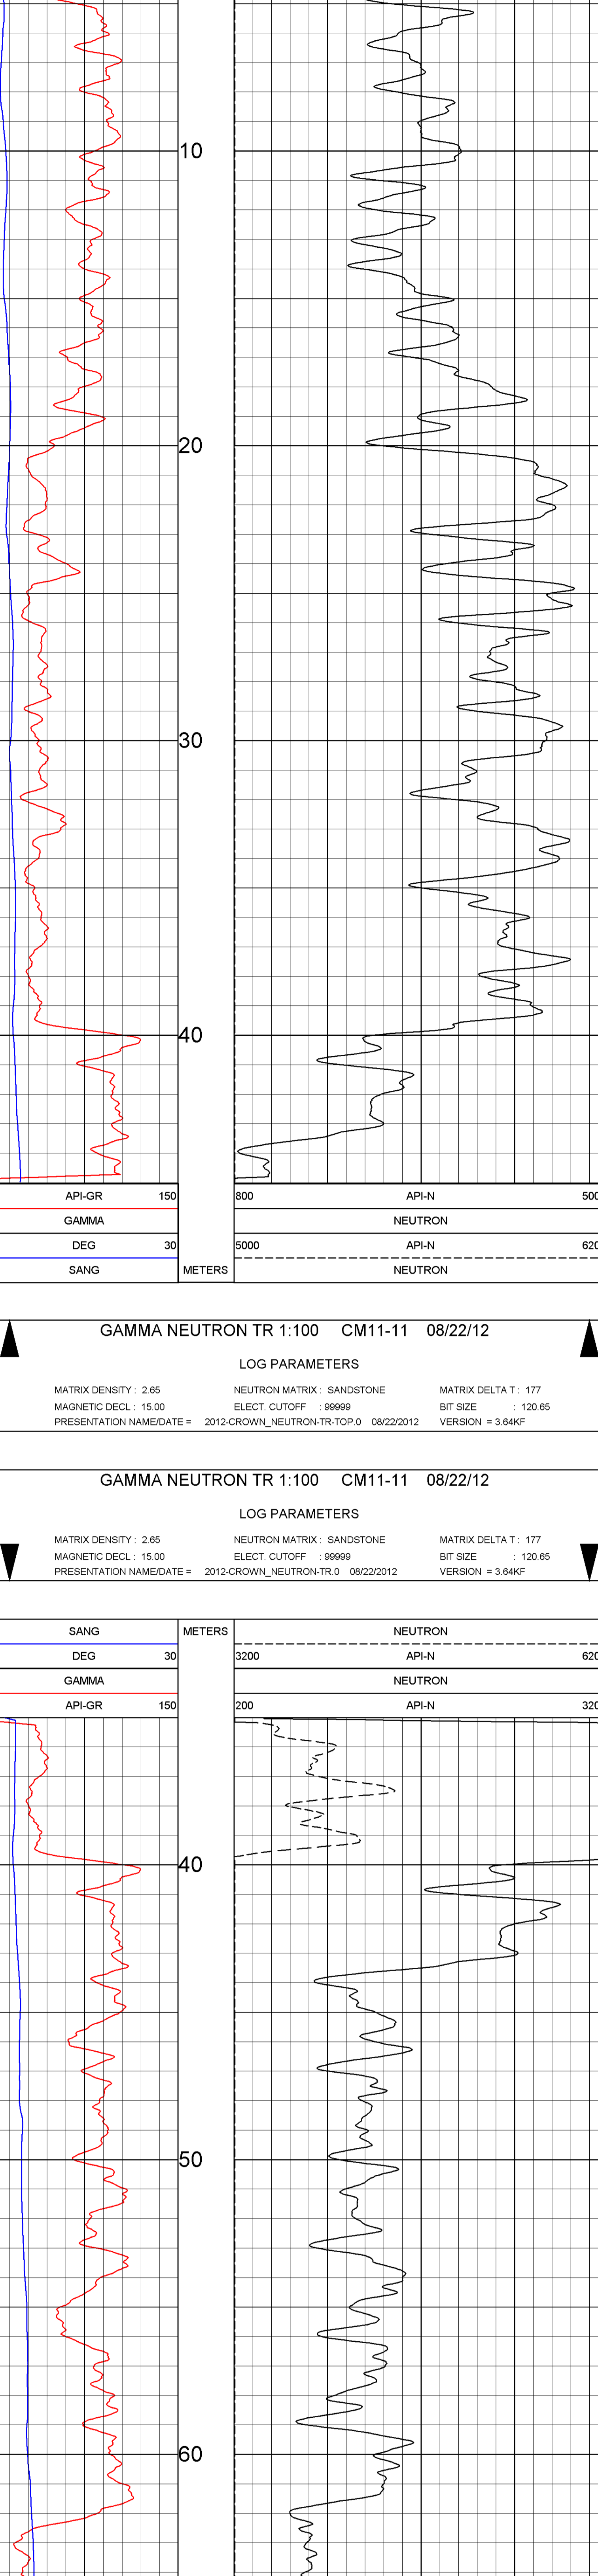 10
20
30
40
API-GR 150 800 API-N 500
GAMMA NEUTRON
DEG 30 5000 API-N 620
SANG METERS NEUTRON
GAMMA NEUTRON TR 1:100 CM11-11 08/22/12
LOG PARAMETERS
MATRIX DENSITY : 2.65 NEUTRON MATRIX : SANDSTONE MATRIX DELTA T : 177
MAGNETIC DECL : 15.00 ELECT. CUTOFF : 99999 BIT SIZE : 120.65
PRESENTATION NAME/DATE = 2012-CROWN_NEUTRON-TR-TOP.0 08/22/2012 VERSION = 3.64KF
GAMMA NEUTRON TR 1:100 CM11-11 08/22/12
LOG PARAMETERS
MATRIX DENSITY : 2.65 NEUTRON MATRIX : SANDSTONE MATRIX DELTA T : 177
MAGNETIC DECL : 15.00 ELECT. CUTOFF : 99999 BIT SIZE : 120.65
PRESENTATION NAME/DATE = 2012-CROWN_NEUTRON-TR.0 08/22/2012 VERSION = 3.64KF
SANG METERS NEUTRON
DEG 30 3200 API-N 620
GAMMA NEUTRON
API-GR 150 200 API-N 320
40
50
60